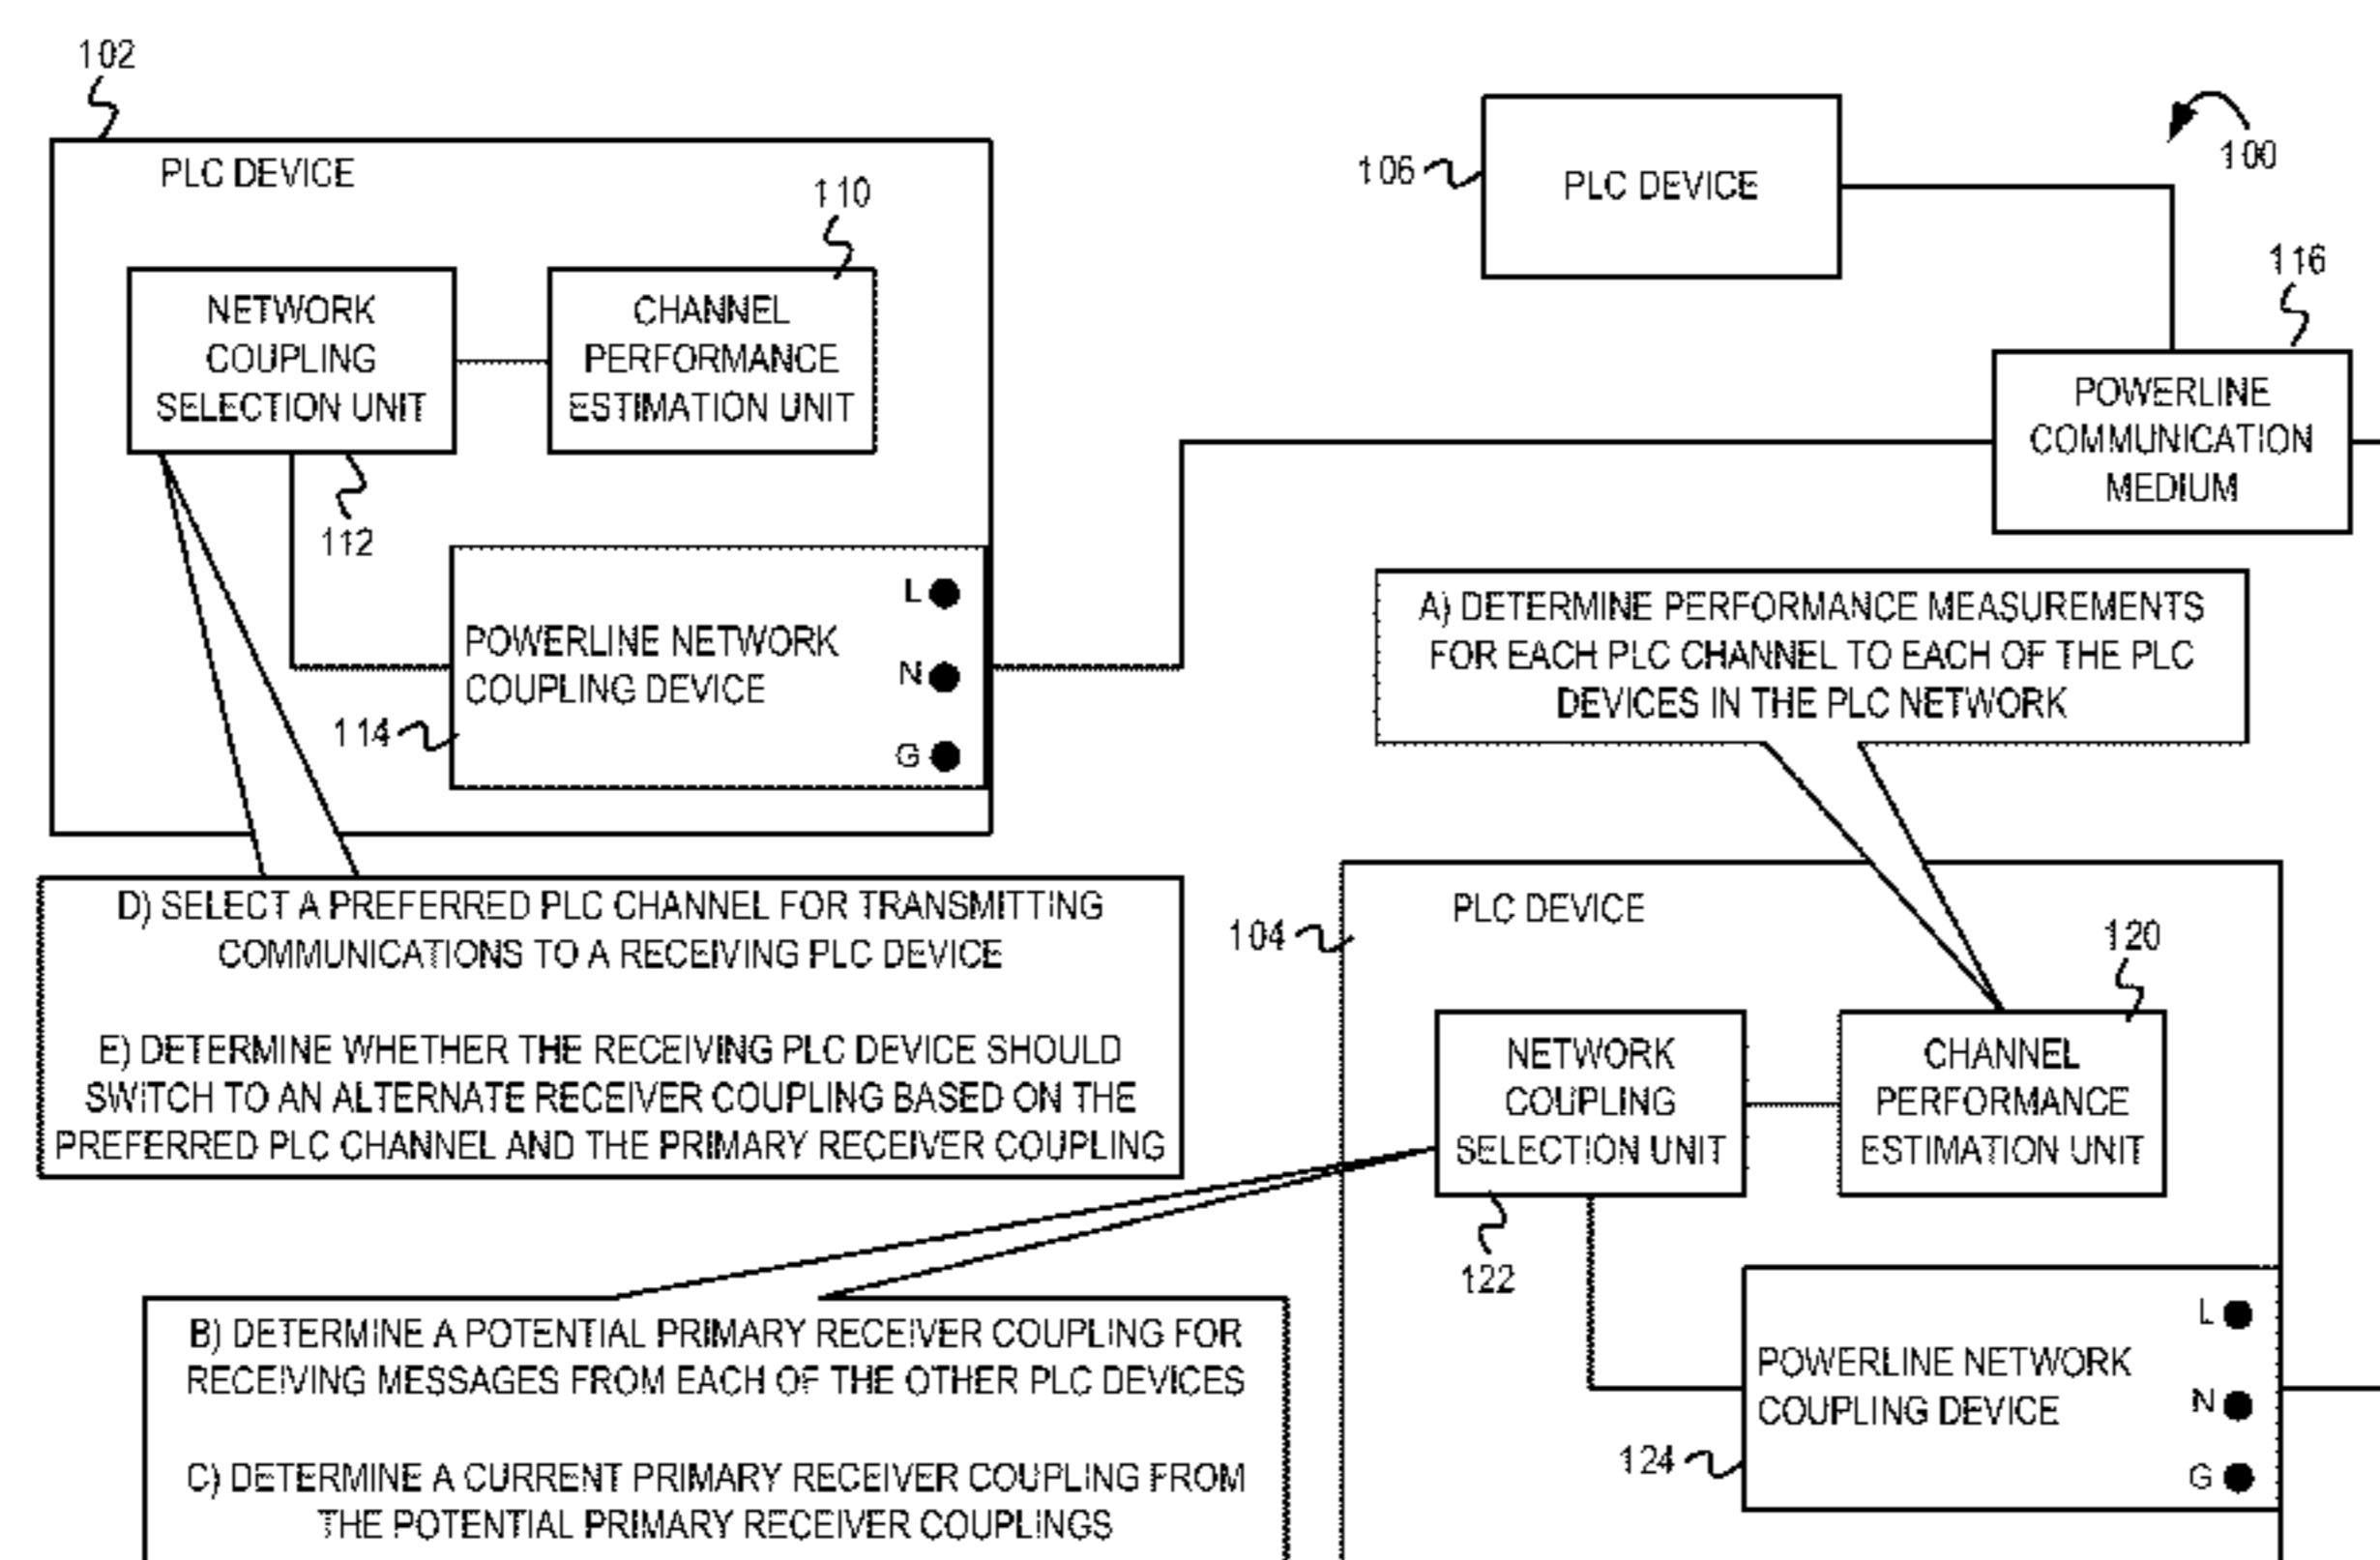 102
PLC DEVICE
110
NETWORK
COUPLING
SELECTION UNIT
CHANNEL
PERFORMANCE
ESTIMATION UNIT
112
POWERLINE NETWORK
COUPLING DEVICE
L
N
G
114
106
PLC DEVICE
100
116
POWERLINE
COMMUNICATION
MEDIUM
A) DETERMINE PERFORMANCE MEASUREMENTS
FOR EACH PLC CHANNEL TO EACH OF THE PLC
DEVICES IN THE PLC NETWORK
D) SELECT A PREFERRED PLC CHANNEL FOR TRANSMITTING
COMMUNICATIONS TO A RECEIVING PLC DEVICE
E) DETERMINE WHETHER THE RECEIVING PLC DEVICE SHOULD
SWITCH TO AN ALTERNATE RECEIVER COUPLING BASED ON THE
PREFERRED PLC CHANNEL AND THE PRIMARY RECEIVER COUPLING
104
PLC DEVICE
120
NETWORK
COUPLING
SELECTION UNIT
CHANNEL
PERFORMANCE
ESTIMATION UNIT
122
POWERLINE NETWORK
COUPLING DEVICE
L
N
G
124
B) DETERMINE A POTENTIAL PRIMARY RECEIVER COUPLING FOR
RECEIVING MESSAGES FROM EACH OF THE OTHER PLC DEVICES
C) DETERMINE A CURRENT PRIMARY RECEIVER COUPLING FROM
THE POTENTIAL PRIMARY RECEIVER COUPLINGS